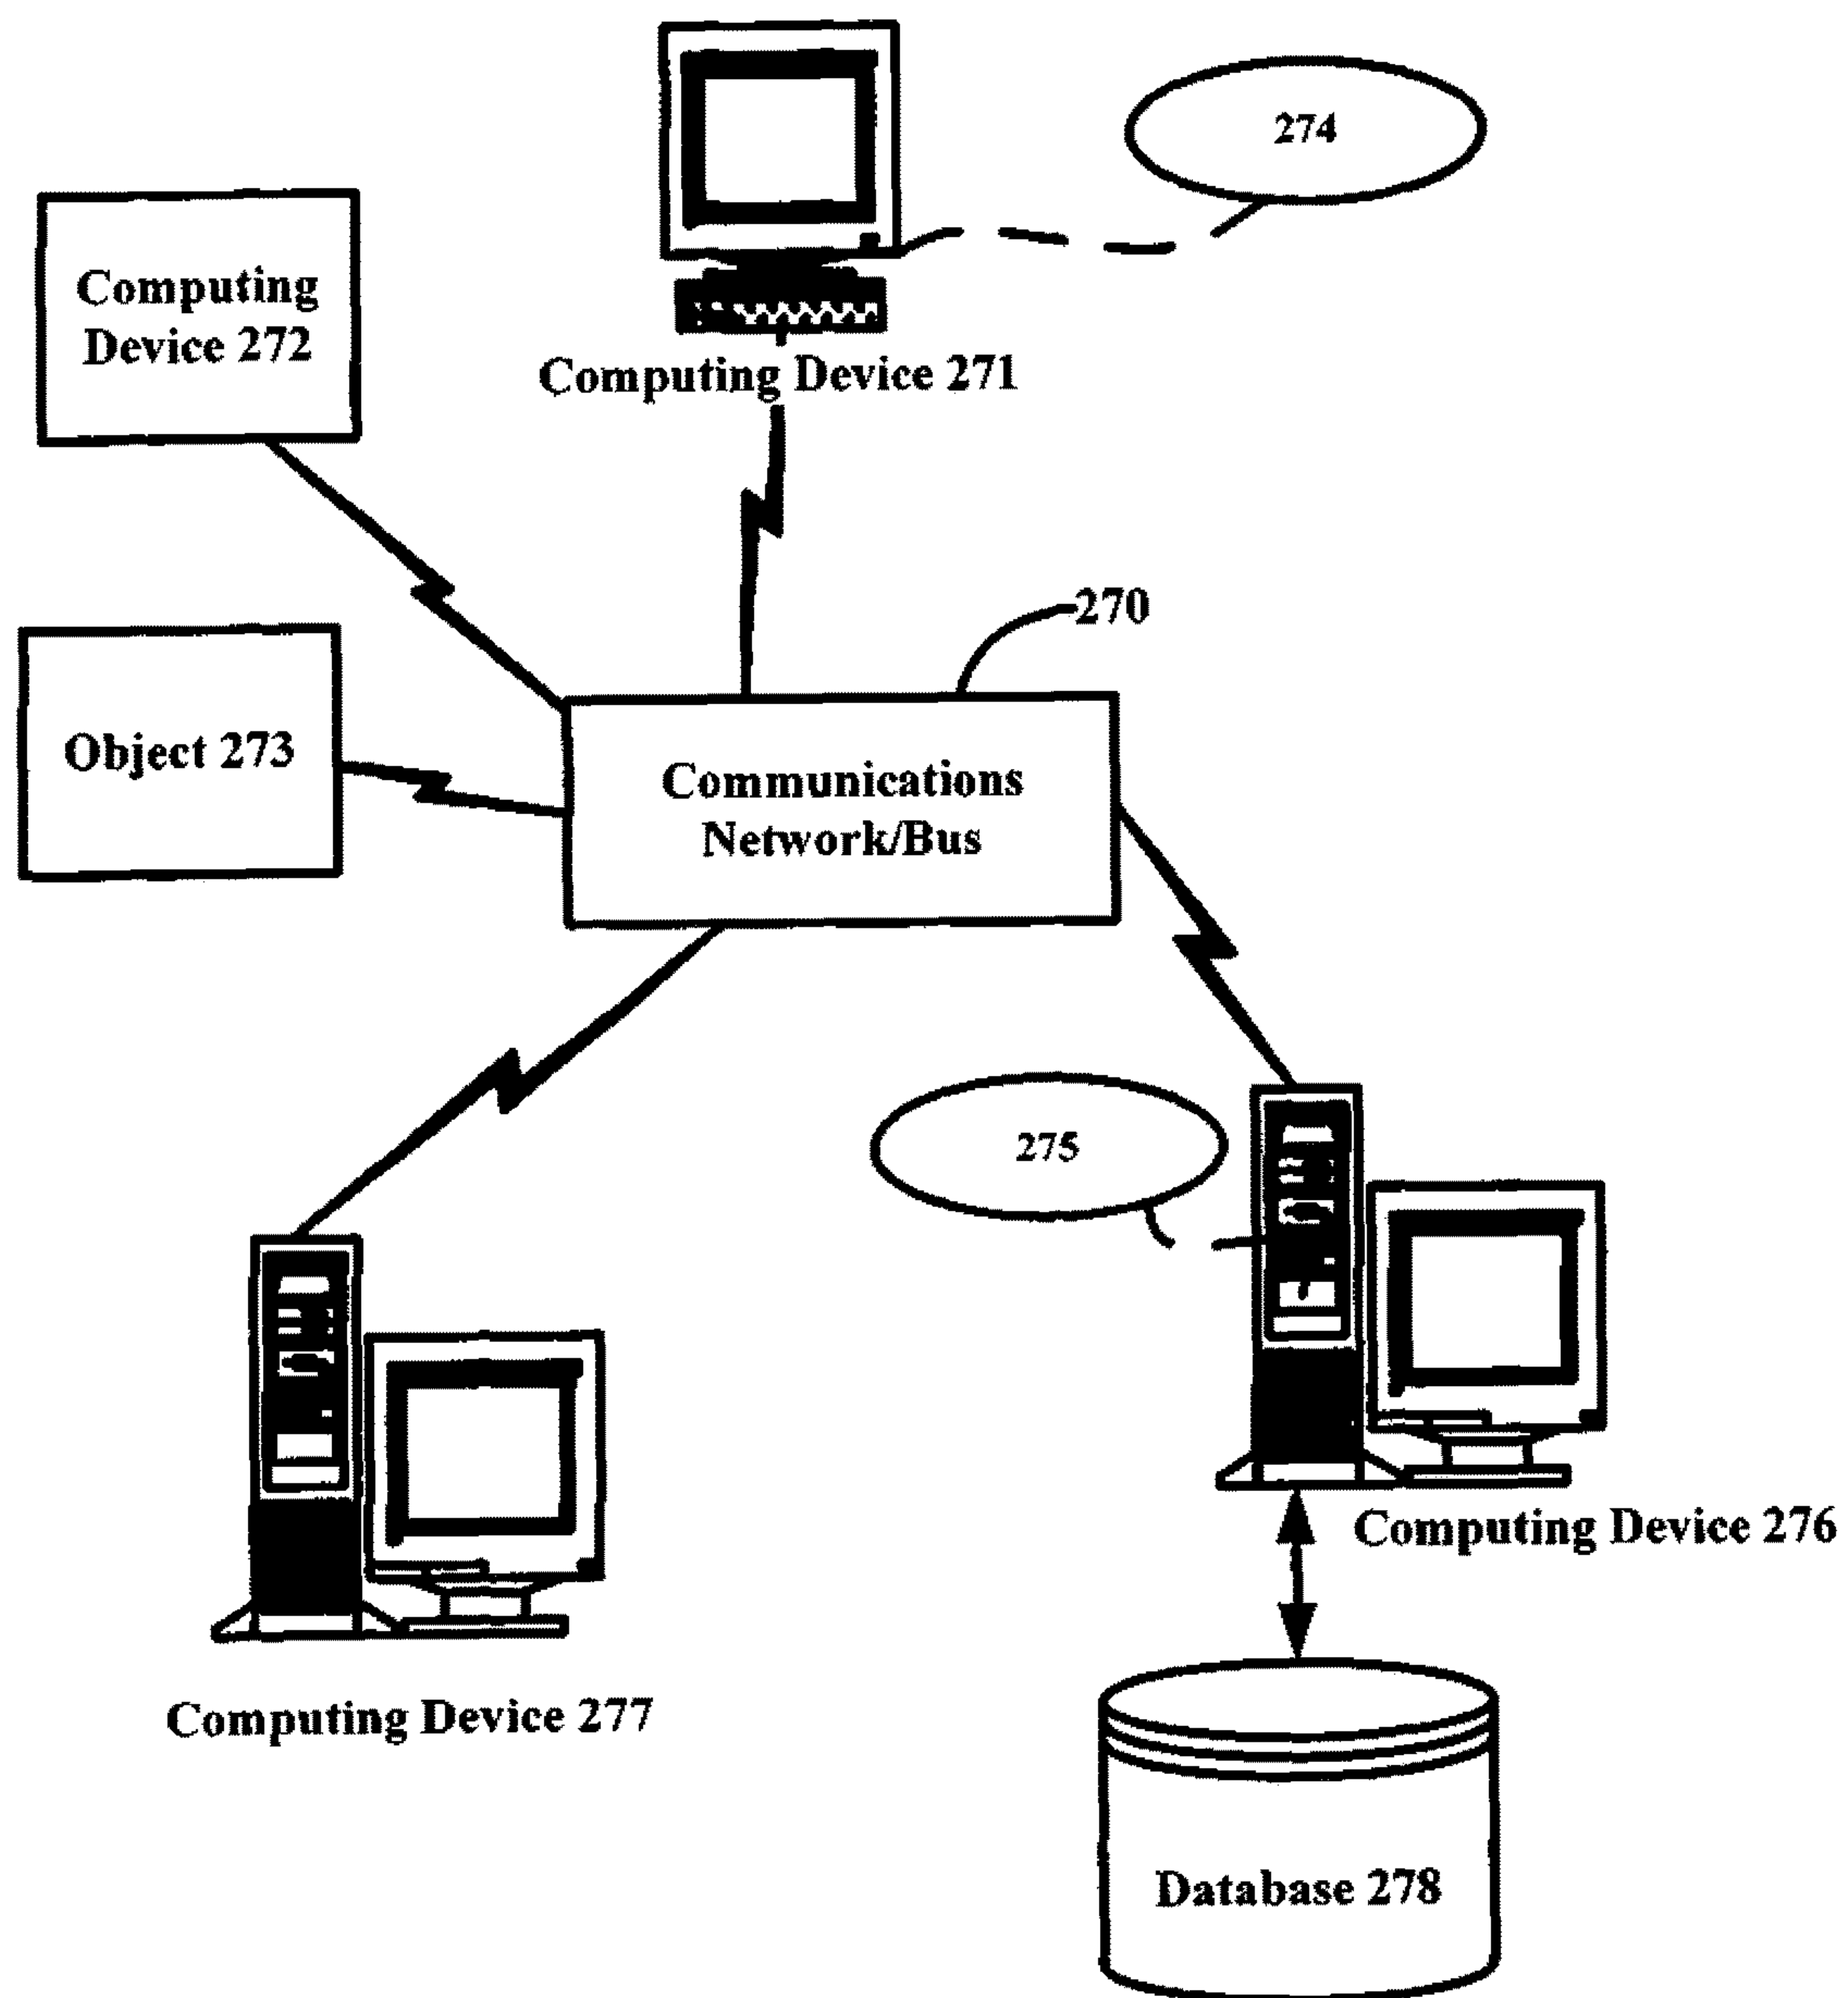 274
Computing
Device 272
Computing Device 271
270
Object 273
Communications
Network/Bus
275
Computing Device 276
Computing Device 277
Database 278